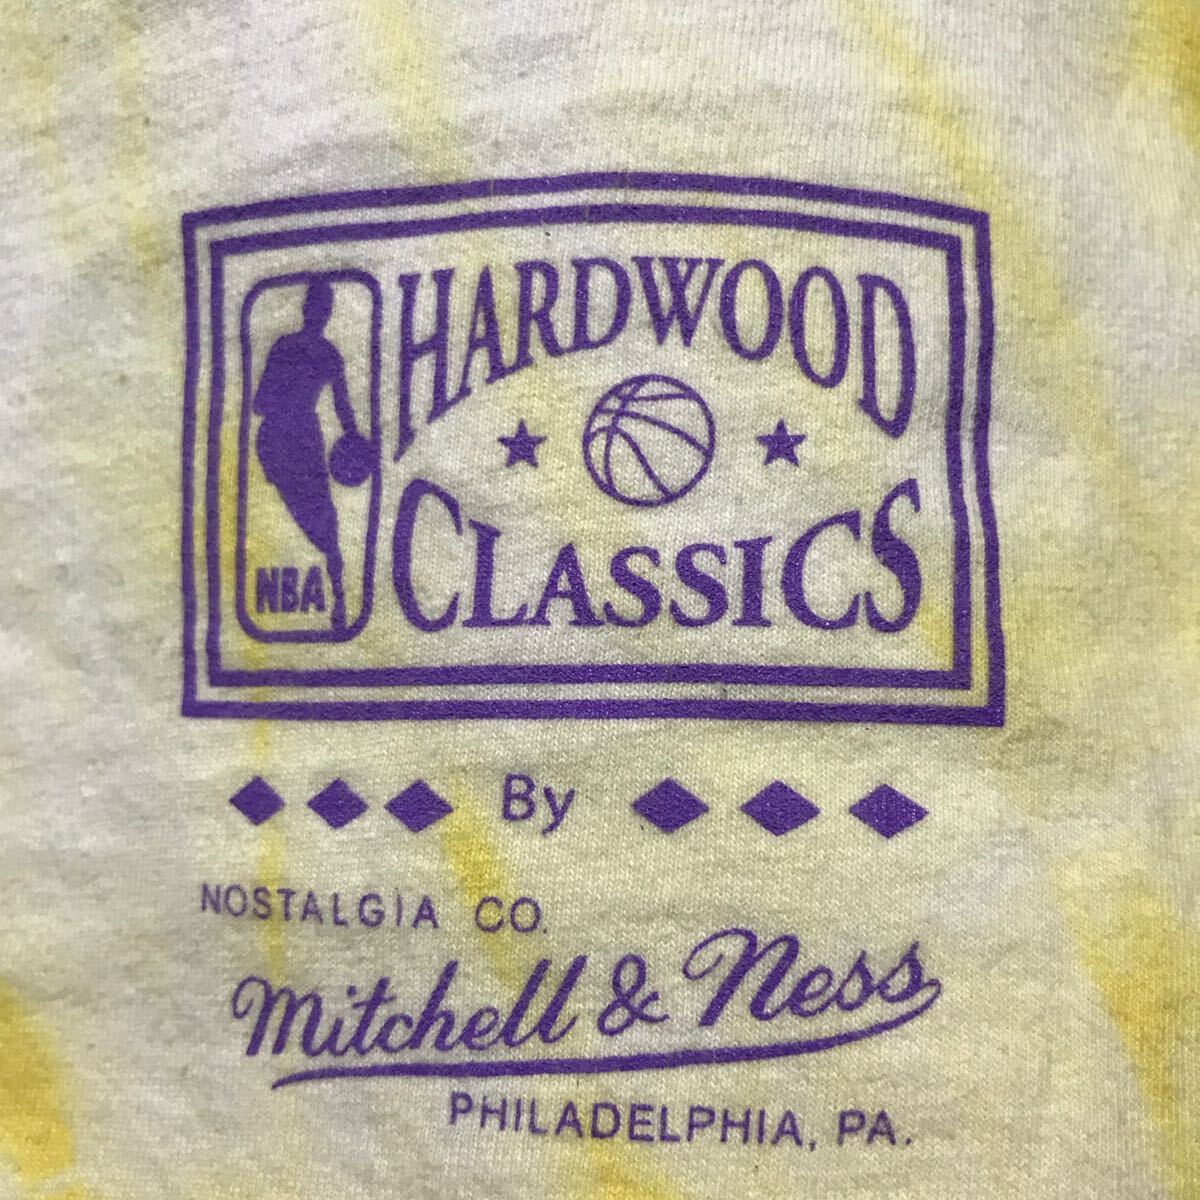 HARDWOOD
CLASSICS
NBA
By
NOSTALGIA CO.
Mitchell & Ness
PHILADELPHIA, PA.